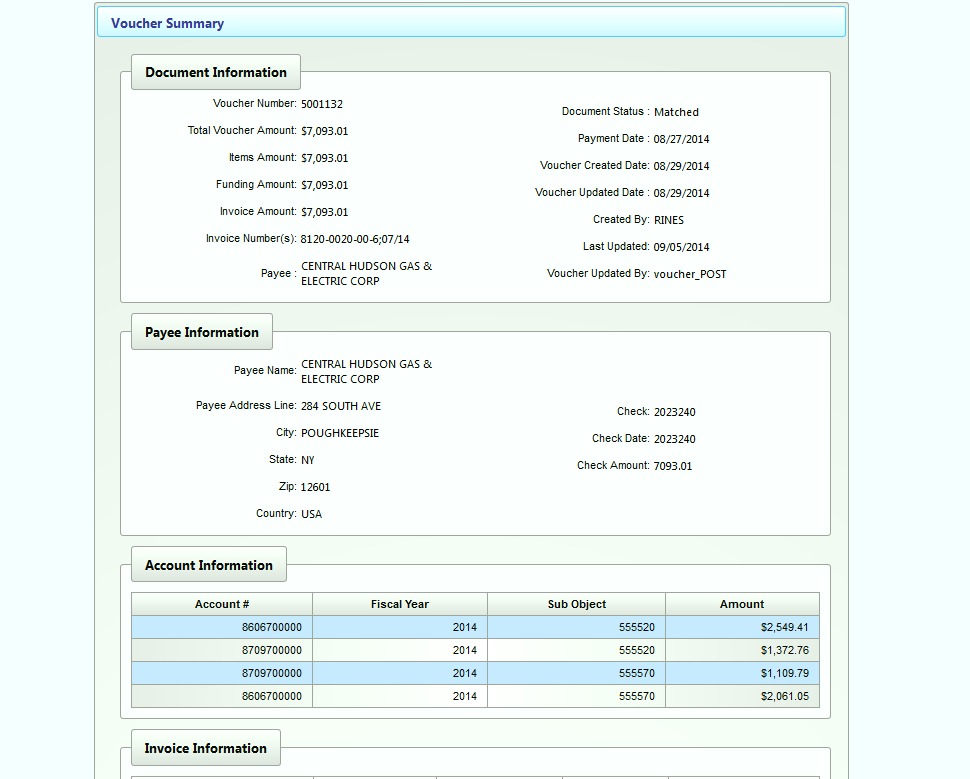 Voucher Summary
Document Information
Voucher Number: 5001132
Total Voucher Amount: $7,093.01
Items Amount: $7,093.01
Funding Amount: $7,093.01
Invoice Amount: $7,093.01
Invoice Number(s): 8120-0020-00-6;07/14
Payee : CENTRAL HUDSON GAS &
ELECTRIC CORP
Document Status : Matched
Payment Date : 08/27/2014
Voucher Created Date: 08/29/2014
Voucher Updated Date : 08/29/2014
Created By: RINES
Last Updated: 09/05/2014
Voucher Updated By: voucher_POST
Payee Information
Payee Name: CENTRAL HUDSON GAS &
ELECTRIC CORP
Payee Address Line: 284 SOUTH AVE
City: POUGHKEEPSIE
State: NY
Zip: 12601
Country: USA
Check: 2023240
Check Date: 2023240
Check Amount: 7093.01
Account Information
Account # Fiscal Year Sub Object Amount
8606700000 2014 555520 $2,549.41
8709700000 2014 555520 $1,372.76
8709700000 2014 555570 $1,109.79
8606700000 2014 555570 $2,061.05
Invoice Information